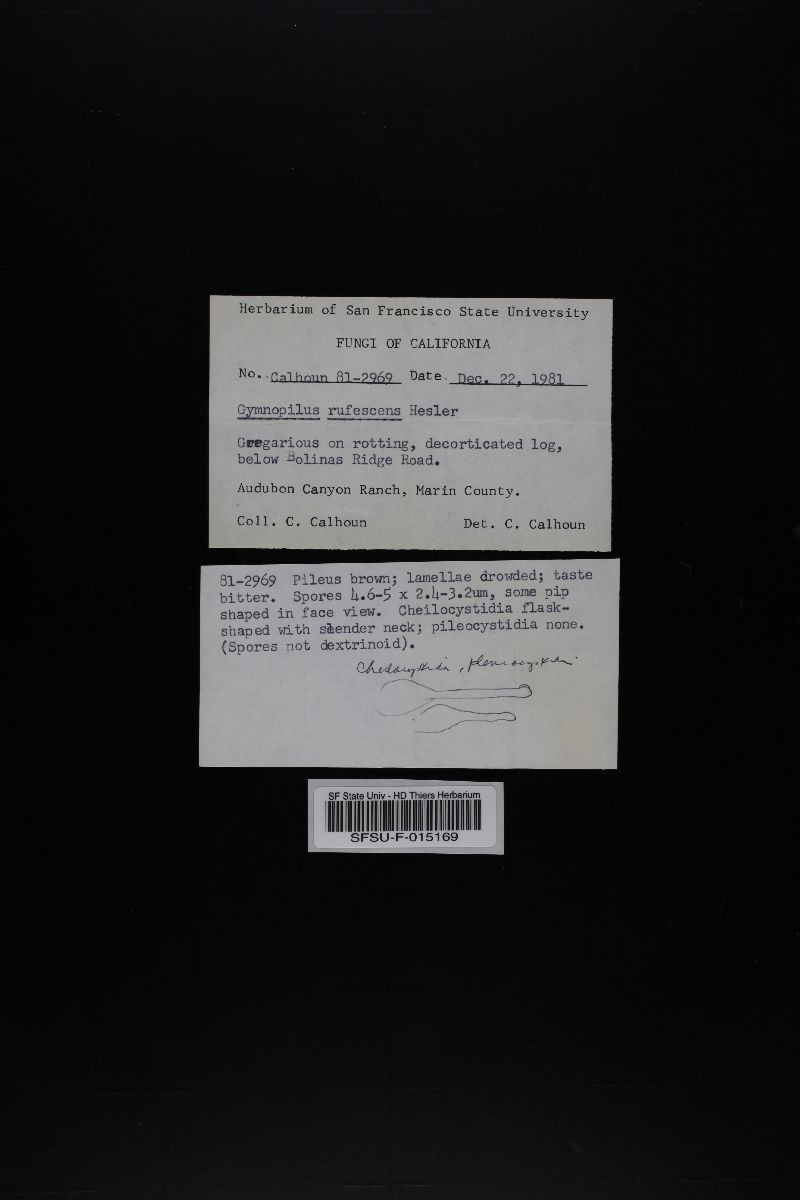 Herbarium of San Francisco State University
FUNGI OF CALIFORNIA
No. Calhoun 81-2969 Date Dec. 22, 1981
Gymnopilus rufescens Hesler
Gregarious on rotting, decorticated log,
below Bolinas Ridge Road.
Audubon Canyon Ranch, Marin County.
Coll. C. Calhoun Det. C. Calhoun
81-2969 Pileus brown; lamellae drowded; taste
bitter. Spores 4.6-5 x 2.4-3.2um, some pip
shaped in face view. Cheilocystidia flask-
shaped with slender neck; pileocystidia none.
(Spores not dextrinoid).
Cheilocystidia, pleurocystidia
SF State Univ - HD Thiers Herbarium
SFSU-F-015169